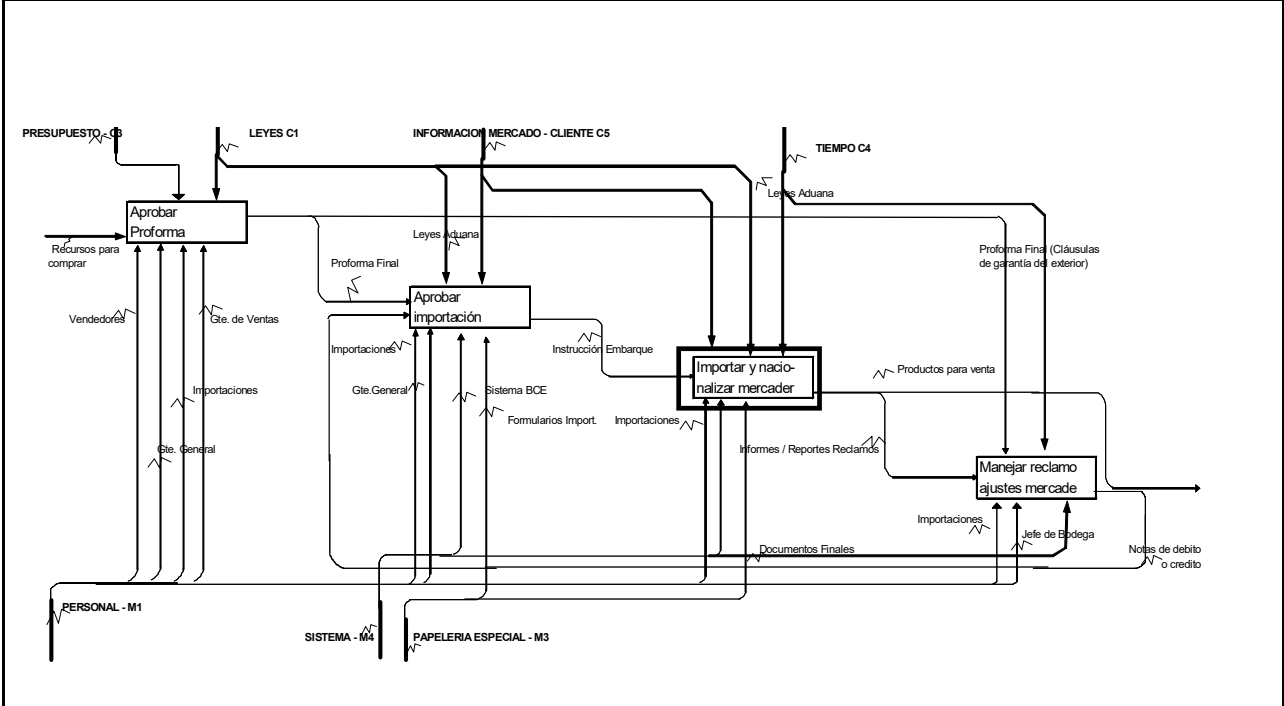 PRESUPUESTO - C3
LEYES C1
INFORMACION MERCADO - CLIENTE C5
TIEMPO C4
Leyes Aduana
Aprobar
Proforma
Recursos para
comprar
Leyes Aduana
Proforma Final (Cláusulas
de garantía del exterior)
Proforma Final
Aprobar
importación
Vendedores
Gte. de Ventas
Importaciones
Instrucción Embarque
Importar y nacio-
nalizar mercader
Productos para venta
Importaciones
Gte.General
Sistema BCE
Formularios Import.
Importaciones
Gte. General
Informes / Reportes Reclamos
Manejar reclamo
ajustes mercade
Importaciones
Jefe de Bodega
Documentos Finales
Notas de debito
o credito
PERSONAL - M1
SISTEMA - M4
PAPELERIA ESPECIAL - M3